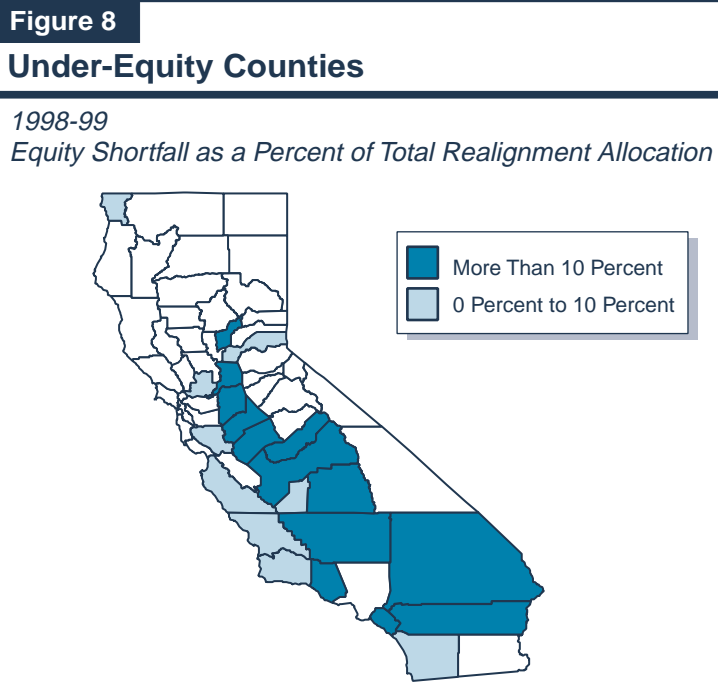 Figure 8
Under-Equity Counties
1998-99
Equity Shortfall as a Percent of Total Realignment Allocation
More Than 10 Percent
0 Percent to 10 Percent